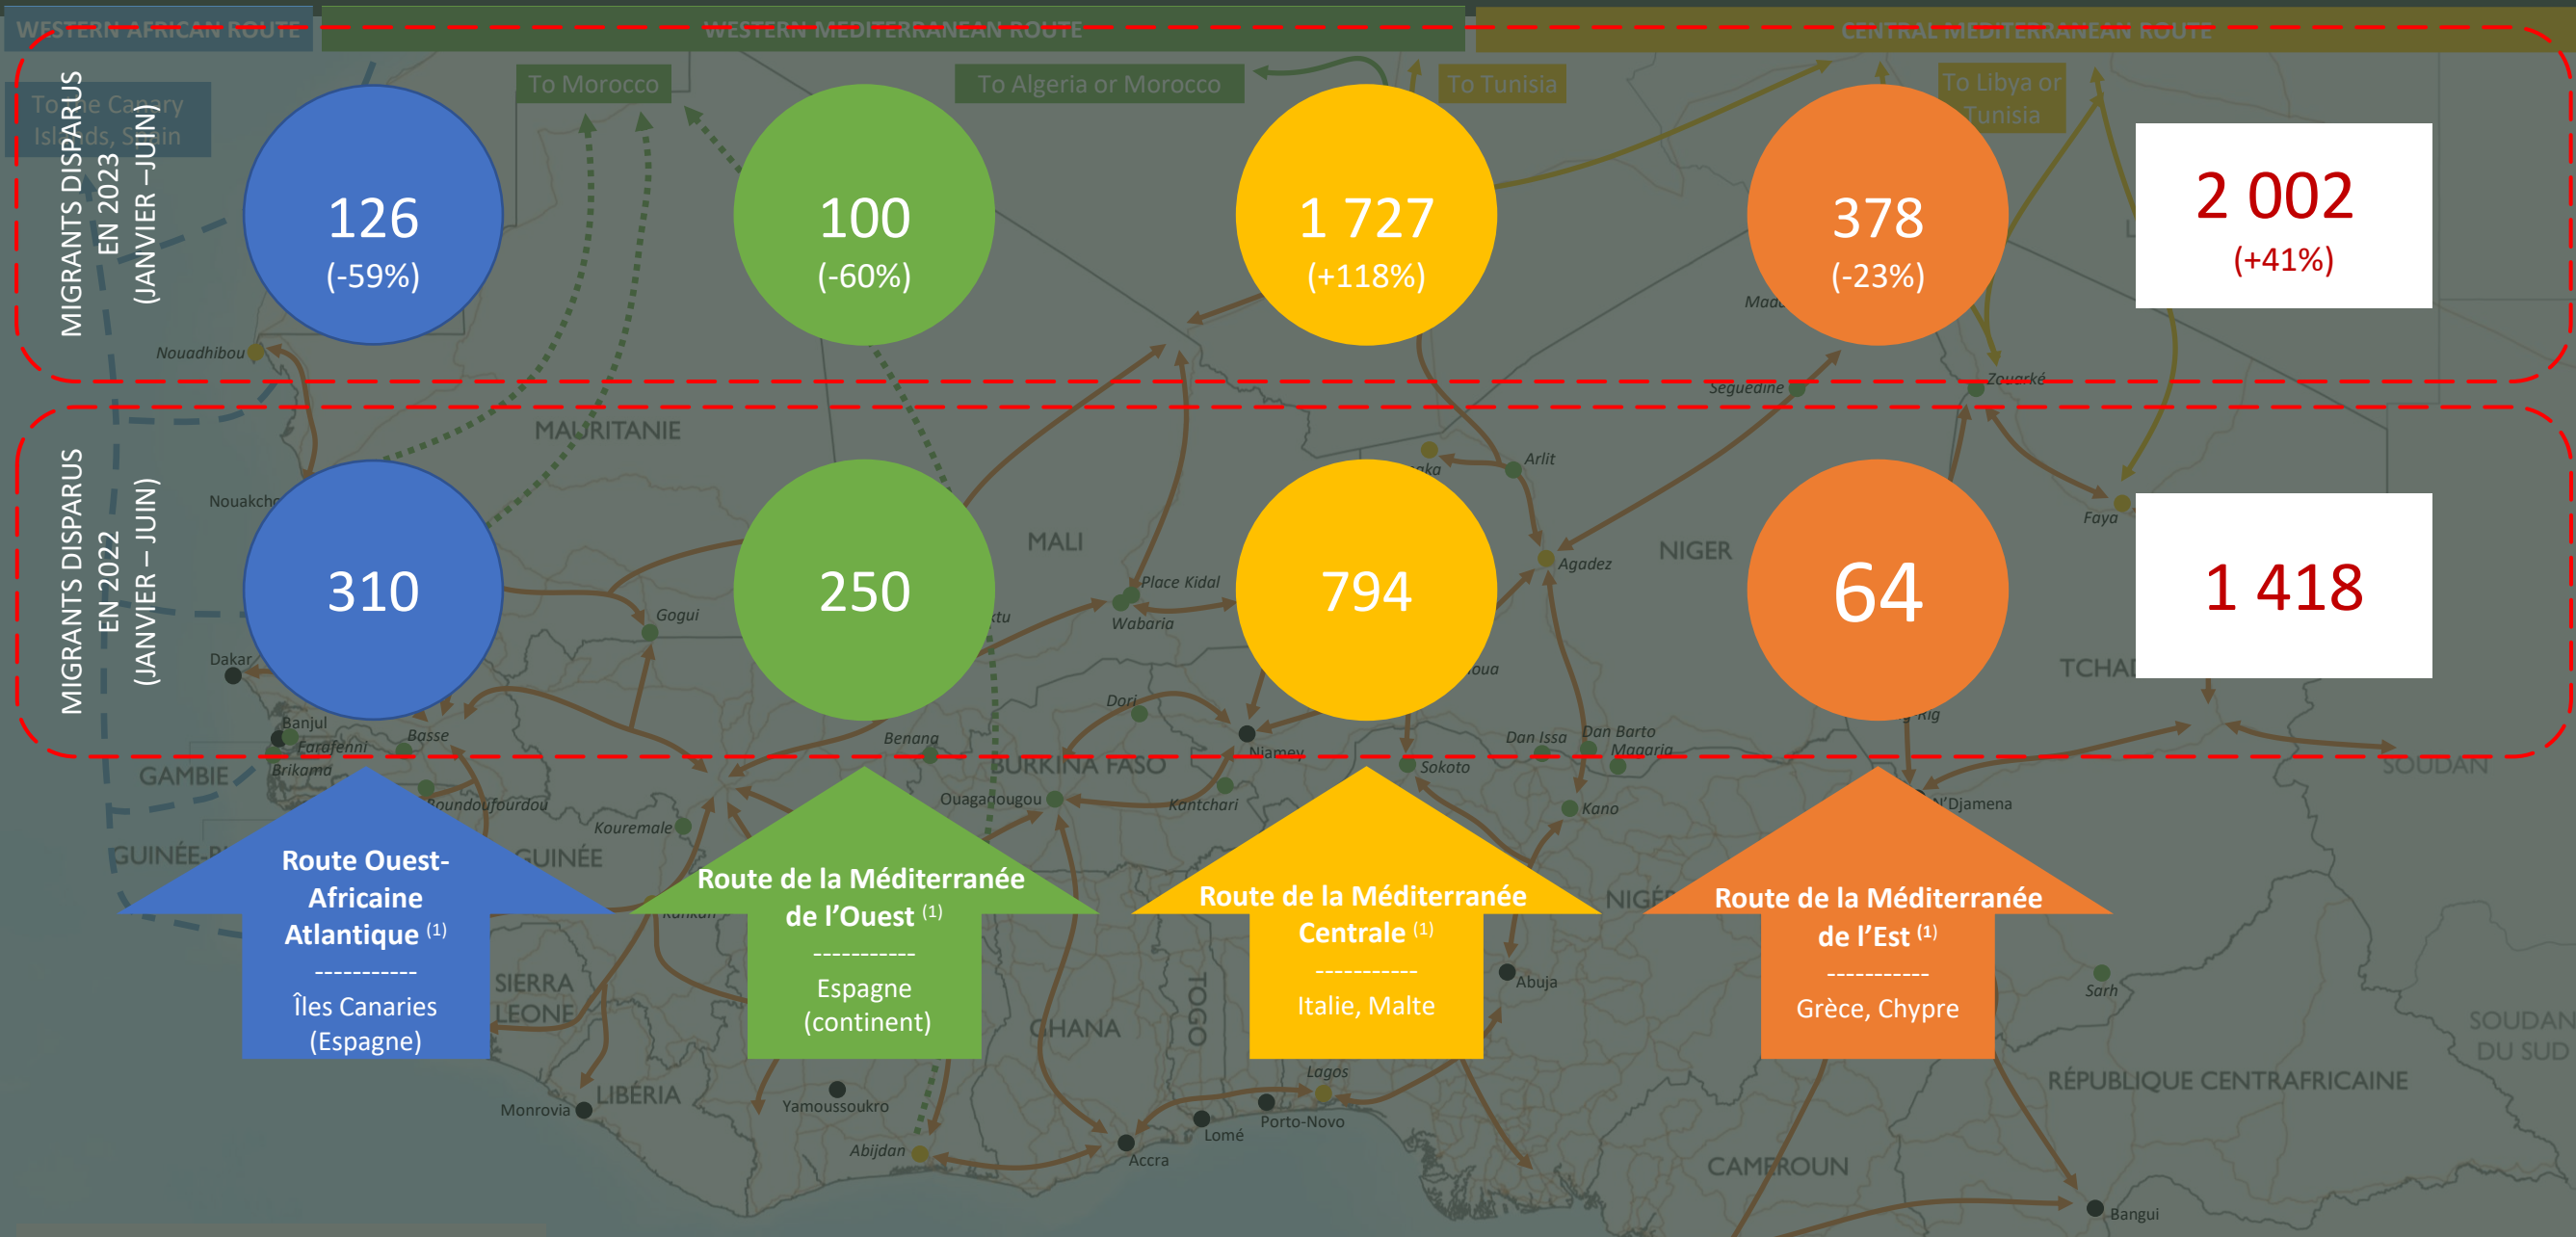 WESTERN AFRICAN ROUTE
WESTERN MEDITERRANEAN ROUTE
CENTRAL MEDITERRANEAN ROUTE
To the Canary
Islands, Spain
To Morocco
To Algeria or Morocco
To Tunisia
To Libya or
Tunisia
MIGRANTS DISPARUS
EN 2023
(JANVIER –JUIN)
126
(-59%)
100
(-60%)
1 727
(+118%)
378
(-23%)
2 002
(+41%)
Nouadhibou
Séguédine
Zouarké
MIGRANTS DISPARUS
EN 2022
(JANVIER – JUIN)
310
250
794
64
1 418
MAURITANIE
MALI
NIGER
Arlit
Agadez
Faya
Place Kidal
Wabaria
Gogui
Dakar
Dori
Banjul
Farafenni
Basse
Brikama
GAMBIE
Benana
BURKINA FASO
Niamey
Dan Issa
Dan Barto
Magaria
Sokoto
SOUDAN
Boundoufourdou
Ouagadougou
Kantchari
Kano
N'Djamena
Kouremale
GUINÉE
Route Ouest-
Africaine
Atlantique (1)
-----------
Îles Canaries
(Espagne)
Route de la Méditerranée
de l'Ouest (1)
-----------
Espagne
(continent)
Route de la Méditerranée
Centrale (1)
-----------
Italie, Malte
Route de la Méditerranée
de l'Est (1)
-----------
Grèce, Chypre
SIERRA
LEONE
GHANA
TOGO
Abuja
Sarh
SOUDAN
DU SUD
RÉPUBLIQUE CENTRAFRICAINE
Monrovia
LIBÉRIA
Yamoussoukro
Lagos
Porto-Novo
Lomé
Abijdan
Accra
CAMEROUN
Bangui